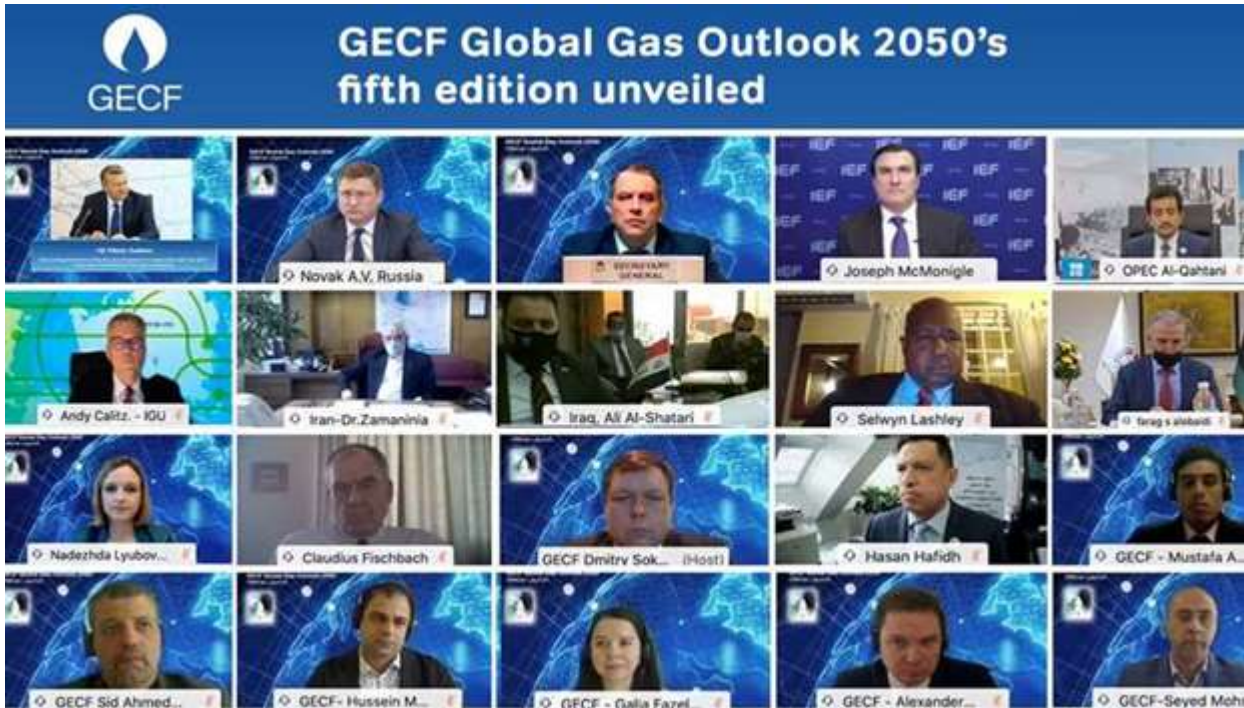 GECF
GECF Global Gas Outlook 2050's
fifth edition unveiled
IEF IEF IEF
Novak A.V. Russia
SECRETARY
GENERAL
Joseph McMonigle
OPEC Al-Qahtani
Andy Calitz. - IGU
Iran-Dr.Zamaninia
Iraq, Ali Al-Shatari
Selwyn Lashley
farag s alobaidi
Nadezhda Lyubov...
Claudius Fischbach
GECF Dmitry Sok... (Host)
Hasan Hafidh
GECF - Mustafa A...
GECF Sid Ahmed...
GECF- Hussein M...
GECF - Galia Fazel...
GECF - Alexander...
GECF-Seyed Moh